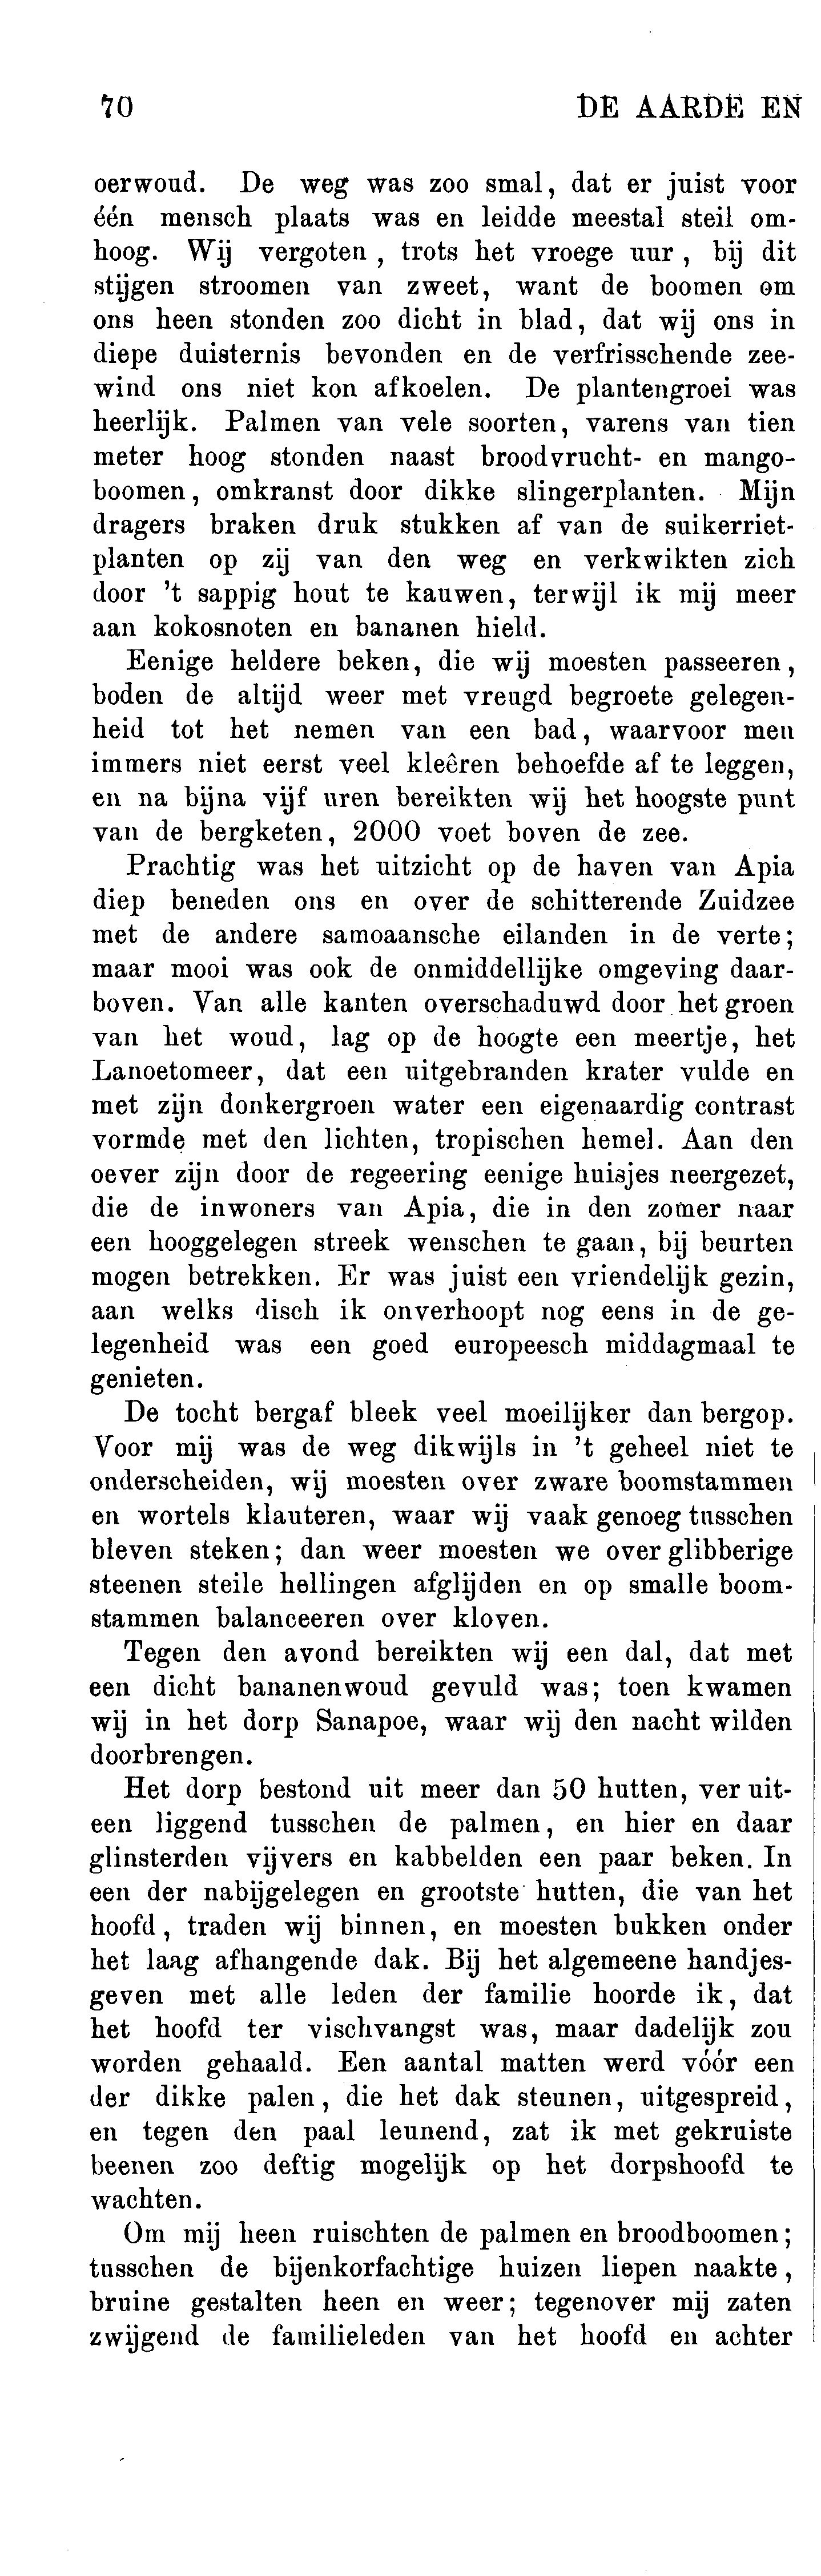 70 DE AARDE EN
oerwoud. De weg was zoo smal, dat er juist voor
één mensch plaats was en leidde meestal steil om-
hoog. Wij vergoten, trots het vroege uur, bij dit
stijgen stroomen van zweet, want de boomen om
ons heen stonden zoo dicht in blad, dat wij ons in
diepe duisternis bevonden en de verfrisschende zee-
wind ons niet kon afkoelen. De plantengroei was
heerlijk. Palmen van vele soorten, varens van tien
meter hoog stonden naast broodvrucht- en mango-
boomen, omkranst door dikke slingerplanten. Mijn
dragers braken druk stukken af van de suikerriet-
planten op zij van den weg en verkwikten zich
door 't sappig hout te kauwen, terwijl ik mij meer
aan kokosnoten en bananen hield.
Eenige heldere beken, die wij moesten passeeren,
boden de altijd weer met vreugd begroete gelegen-
heid tot het nemen van een bad, waarvoor men
immers niet eerst veel kleêren behoefde af te leggen,
en na bijna vijf uren bereikten wij het hoogste punt
van de bergketen, 2000 voet boven de zee.
Prachtig was het uitzicht op de haven van Apia
diep beneden ons en over de schitterende Zuidzee
met de andere samoaansche eilanden in de verte;
maar mooi was ook de onmiddellijke omgeving daar-
boven. Van alle kanten overschaduwd door het groen
van het woud, lag op de hoogte een meertje, het
Lanoetomeer, dat een uitgebranden krater vulde en
met zijn donkergroen water een eigenaardig contrast
vormde met den lichten, tropischen hemel. Aan den
oever zijn door de regeering eenige huisjes neergezet,
die de inwoners van Apia, die in den zomer naar
een hooggelegen streek wenschen te gaan, bij beurten
mogen betrekken. Er was juist een vriendelijk gezin,
aan welks disch ik onverhoopt nog eens in de ge-
legenheid was een goed europeesch middagmaal te
genieten.
De tocht bergaf bleek veel moeilijker dan bergop.
Voor mij was de weg dikwijls in 't geheel niet te
onderscheiden, wij moesten over zware boomstammen
en wortels klauteren, waar wij vaak genoeg tusschen
bleven steken; dan weer moesten we over glibberige
steenen steile hellingen afglijden en op smalle boom-
stammen balanceeren over kloven.
Tegen den avond bereikten wij een dal, dat met
een dicht bananenwoud gevuld was; toen kwamen
wij in het dorp Sanapoe, waar wij den nacht wilden
doorbrengen.
Het dorp bestond uit meer dan 50 hutten, ver uit-
een liggend tusschen de palmen, en hier en daar
glinsterden vijvers en kabbelden een paar beken. In
een der nabijgelegen en grootste hutten, die van het
hoofd, traden wij binnen, en moesten bukken onder
het laag afhangende dak. Bij het algemeene handjes-
geven met alle leden der familie hoorde ik, dat
het hoofd ter vischvangst was, maar dadelijk zou
worden gehaald. Een aantal matten werd vóór een
der dikke palen, die het dak steunen, uitgespreid,
en tegen den paal leunend, zat ik met gekruiste
beenen zoo deftig mogelijk op het dorpshoofd te
wachten.
Om mij heen ruischten de palmen en broodboomen;
tusschen de bijenkorfachtige huizen liepen naakte,
bruine gestalten heen en weer; tegenover mij zaten
zwijgend de familieleden van het hoofd en achter